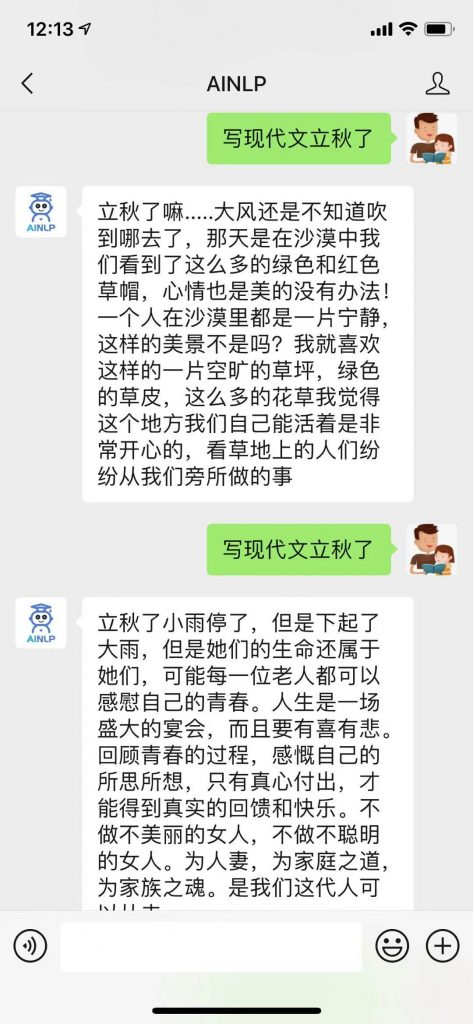 12:13
AINLP
写现代文立秋了
AINLP
立秋了嘛.....大风还是不知道吹
到哪去了，那天是在沙漠中我
们看到了这么多的绿色和红色
草帽，心情也是美的没有办法！
一个人在沙漠里都是一片宁静，
这样的美景不是吗？我就喜欢
这样的一片空旷的草坪，绿色
的草皮，这么多的花草我觉得
这个地方我们自己能活着是非
常开心的，看草地上的人们纷
纷从我们旁所做的事
写现代文立秋了
AINLP
立秋了小雨停了，但是下起了
大雨，但是她们的生命还属于
她们，可能每一位老人都可以
感慰自己的青春。人生是一场
盛大的宴会，而且要有喜有悲。
回顾青春的过程，感慨自己的
所思所想，只有真心付出，才
能得到真实的回馈和快乐。不
做不美丽的女人，不做不聪明
的女人。为人妻，为家庭之道，
为家族之魂。是我们这代人可